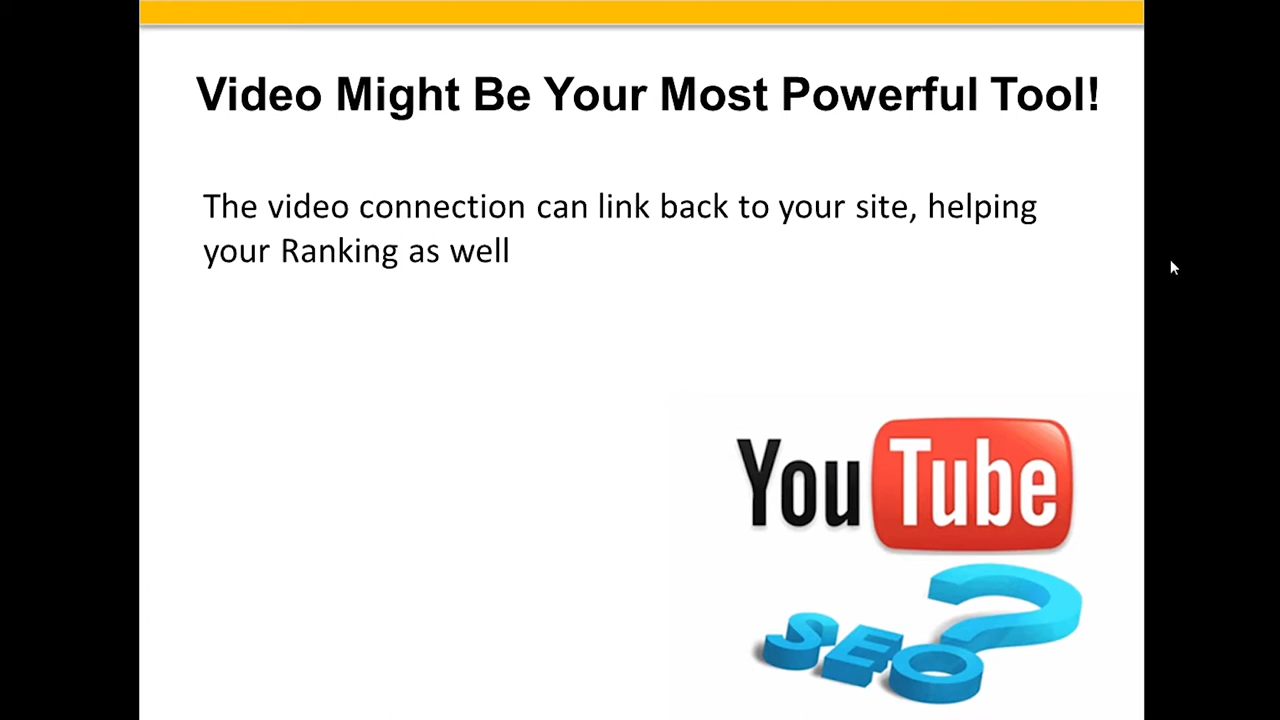 Video Might Be Your Most Powerful Tool!
The video connection can link back to your site, helping
your Ranking as well
YouTube
SEO?